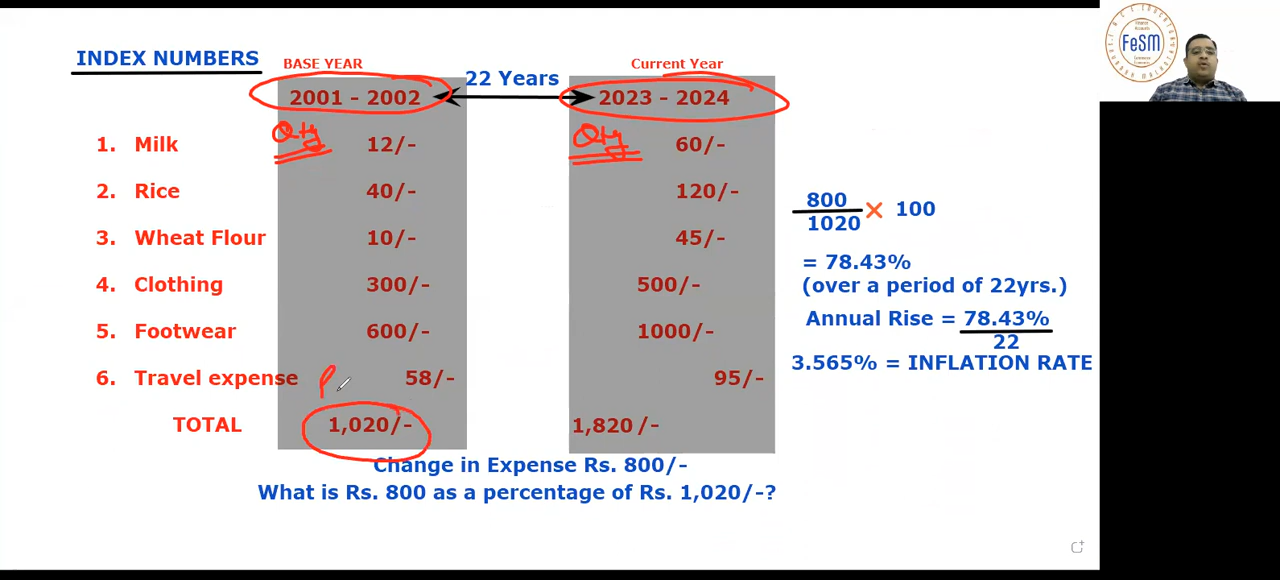 INDEX NUMBERS
BASE YEAR
Current Year
2001 - 2002
22 Years
2023 - 2024
Qty
Qty
1. Milk 12/- 60/-
2. Rice 40/- 120/-
3. Wheat Flour 10/- 45/-
4. Clothing 300/- 500/-
5. Footwear 600/- 1000/-
6. Travel expense 58/- 95/-
P
TOTAL 1,020/- 1,820 /-
Change in Expense Rs. 800/-
What is Rs. 800 as a percentage of Rs. 1,020/-?
800
1020
× 100
= 78.43%
(over a period of 22yrs.)
Annual Rise = 78.43%
22
3.565% = INFLATION RATE
FeSM